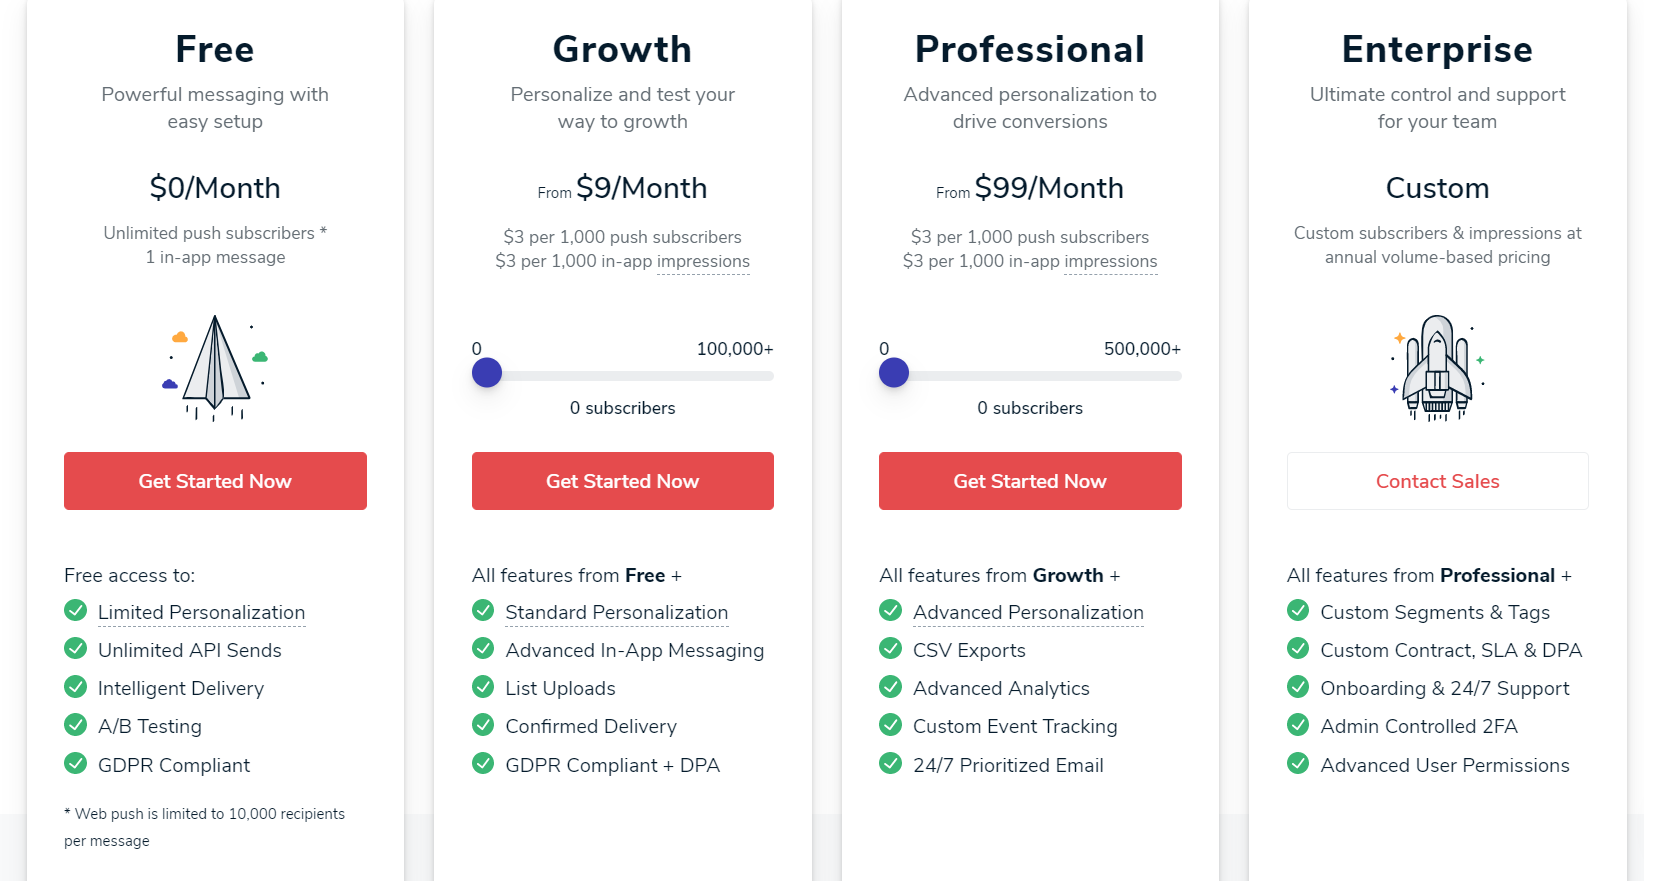 Free
Powerful messaging with
easy setup
$0/Month
Unlimited push subscribers *
1 in-app message
Get Started Now
Free access to:
Limited Personalization
Unlimited API Sends
Intelligent Delivery
A/B Testing
GDPR Compliant
* Web push is limited to 10,000 recipients
per message
Growth
Personalize and test your
way to growth
From $9/Month
$3 per 1,000 push subscribers
$3 per 1,000 in-app impressions
0 100,000+
0 subscribers
Get Started Now
All features from Free +
Standard Personalization
Advanced In-App Messaging
List Uploads
Confirmed Delivery
GDPR Compliant + DPA
Professional
Advanced personalization to
drive conversions
From $99/Month
$3 per 1,000 push subscribers
$3 per 1,000 in-app impressions
0 500,000+
0 subscribers
Get Started Now
All features from Growth +
Advanced Personalization
CSV Exports
Advanced Analytics
Custom Event Tracking
24/7 Prioritized Email
Enterprise
Ultimate control and support
for your team
Custom
Custom subscribers & impressions at
annual volume-based pricing
Contact Sales
All features from Professional +
Custom Segments & Tags
Custom Contract, SLA & DPA
Onboarding & 24/7 Support
Admin Controlled 2FA
Advanced User Permissions